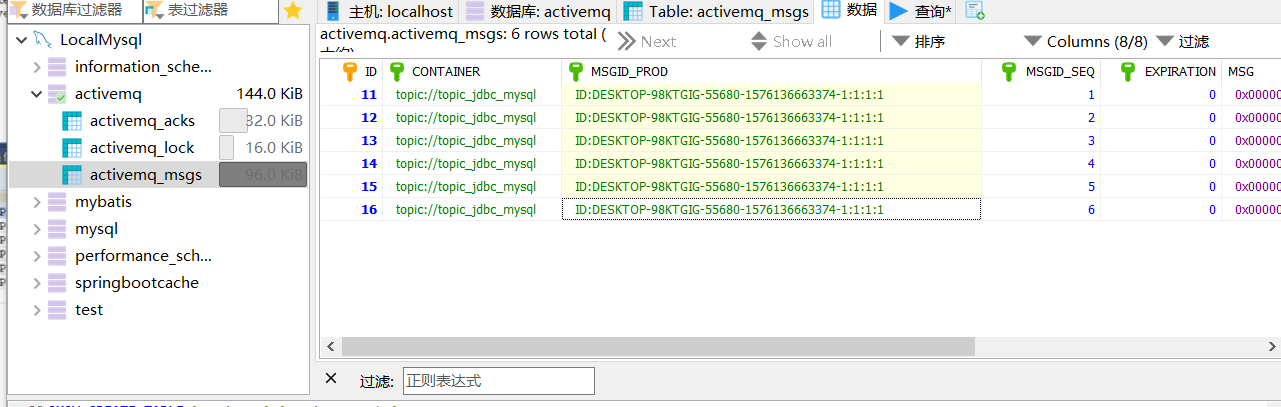 数据库过滤器 表过滤器
主机: localhost 数据库: activemq Table: activemq_msgs 数据 查询*
activemq.activemq_msgs: 6 rows total (
Next Show all 排序 Columns (8/8) 过滤
LocalMysql
information_sche...
activemq 144.0 KiB
activemq_acks 32.0 KiB
activemq_lock 16.0 KiB
activemq_msgs 96.0 KiB
mybatis
mysql
performance_sch...
springbootcache
test
ID CONTAINER MSGID_PROD MSGID_SEQ EXPIRATION MSG
11 topic://topic_jdbc_mysql ID:DESKTOP-98KTGIG-55680-1576136663374-1:1:1:1 1 0 0x00000
12 topic://topic_jdbc_mysql ID:DESKTOP-98KTGIG-55680-1576136663374-1:1:1:1 2 0 0x00000
13 topic://topic_jdbc_mysql ID:DESKTOP-98KTGIG-55680-1576136663374-1:1:1:1 3 0 0x00000
14 topic://topic_jdbc_mysql ID:DESKTOP-98KTGIG-55680-1576136663374-1:1:1:1 4 0 0x00000
15 topic://topic_jdbc_mysql ID:DESKTOP-98KTGIG-55680-1576136663374-1:1:1:1 5 0 0x00000
16 topic://topic_jdbc_mysql ID:DESKTOP-98KTGIG-55680-1576136663374-1:1:1:1 6 0 0x00000
过滤: 正则表达式